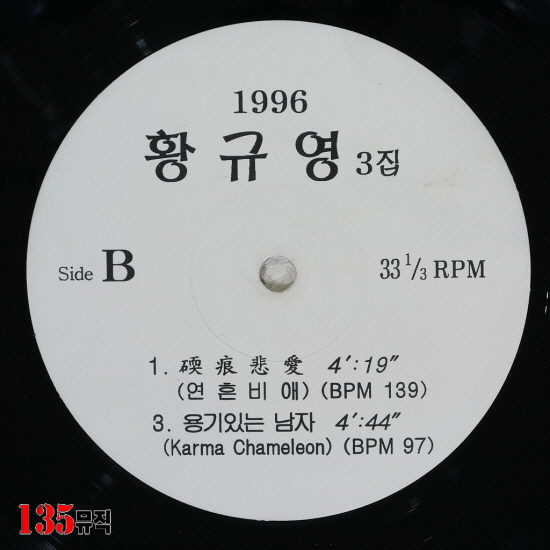 1996
황규영 3집
Side B
33 1/3 RPM
1. 碝痕悲愛 4':19"
(연흔비애) (BPM 139)
3. 용기있는 남자 4':44"
(Karma Chameleon) (BPM 97)
135뮤직